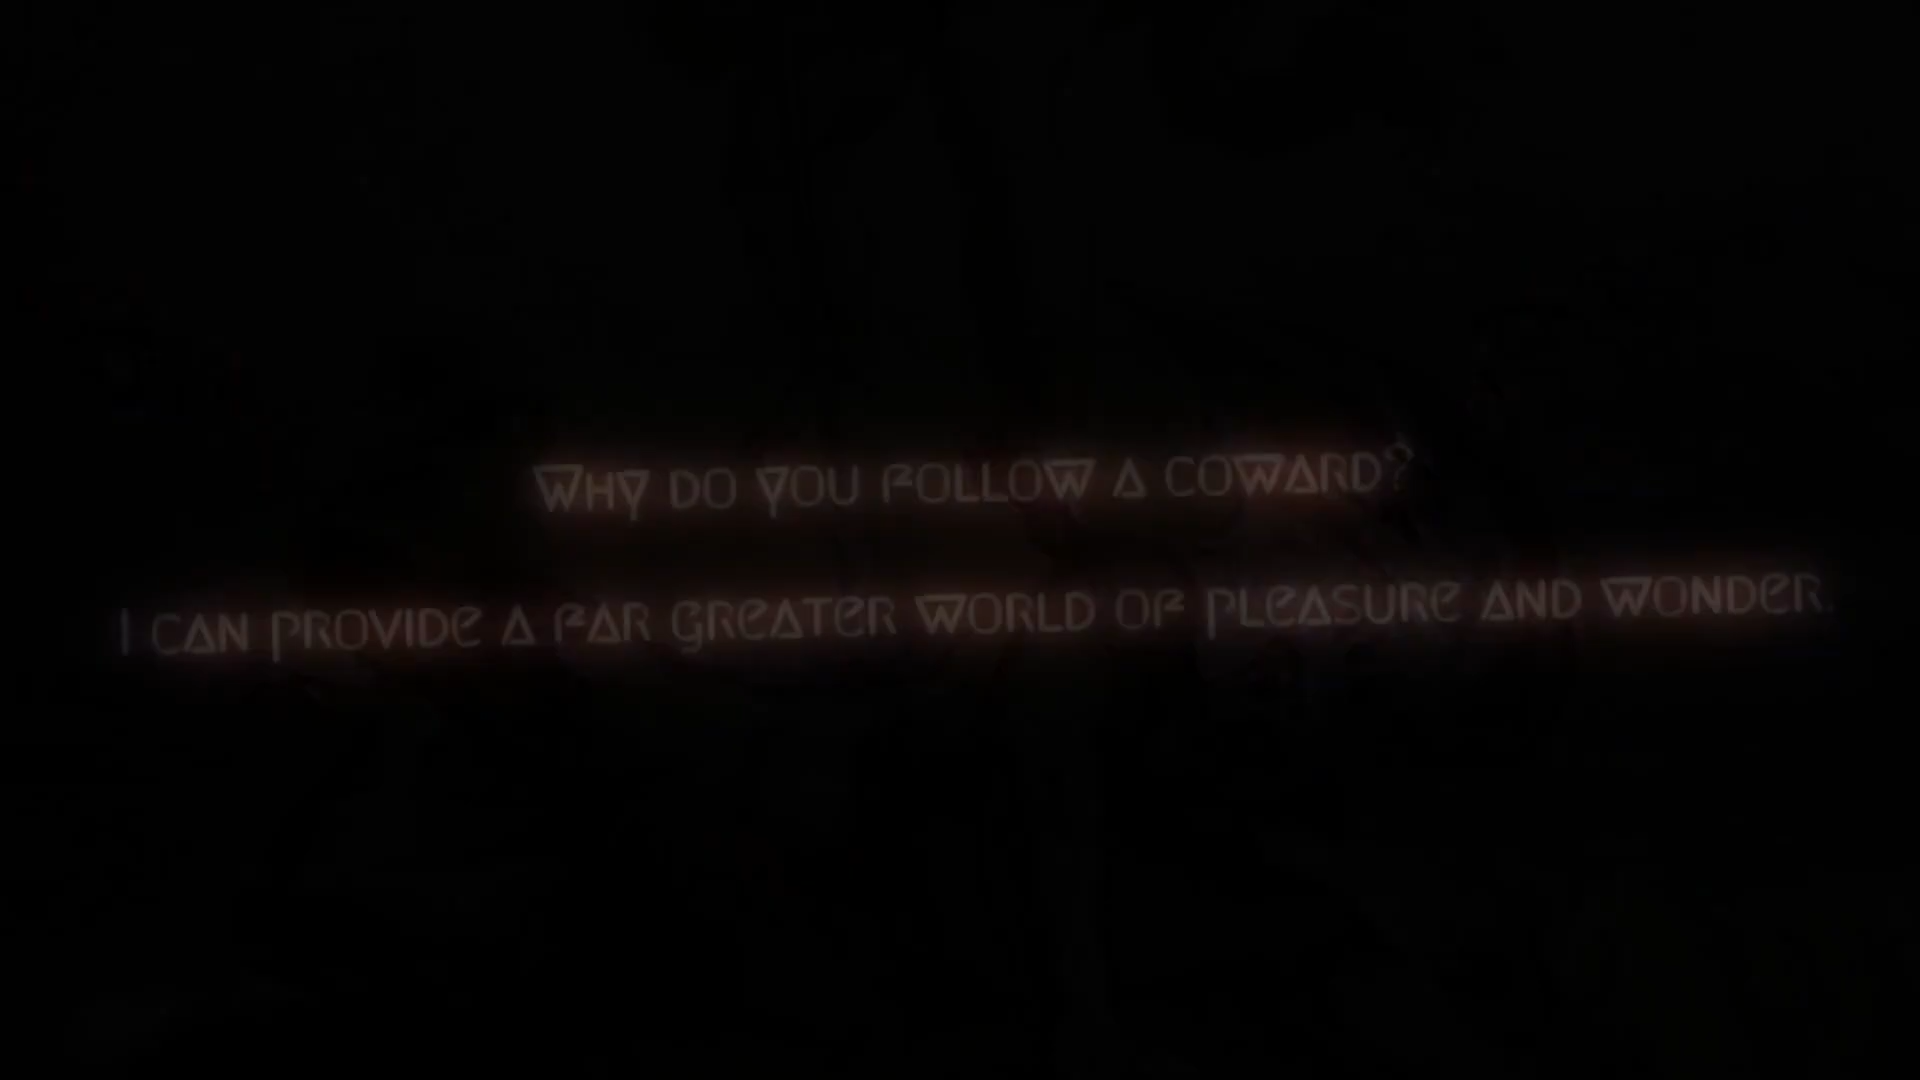 Why do you follow a coward?
I can provide a far greater world of pleasure and wonder.